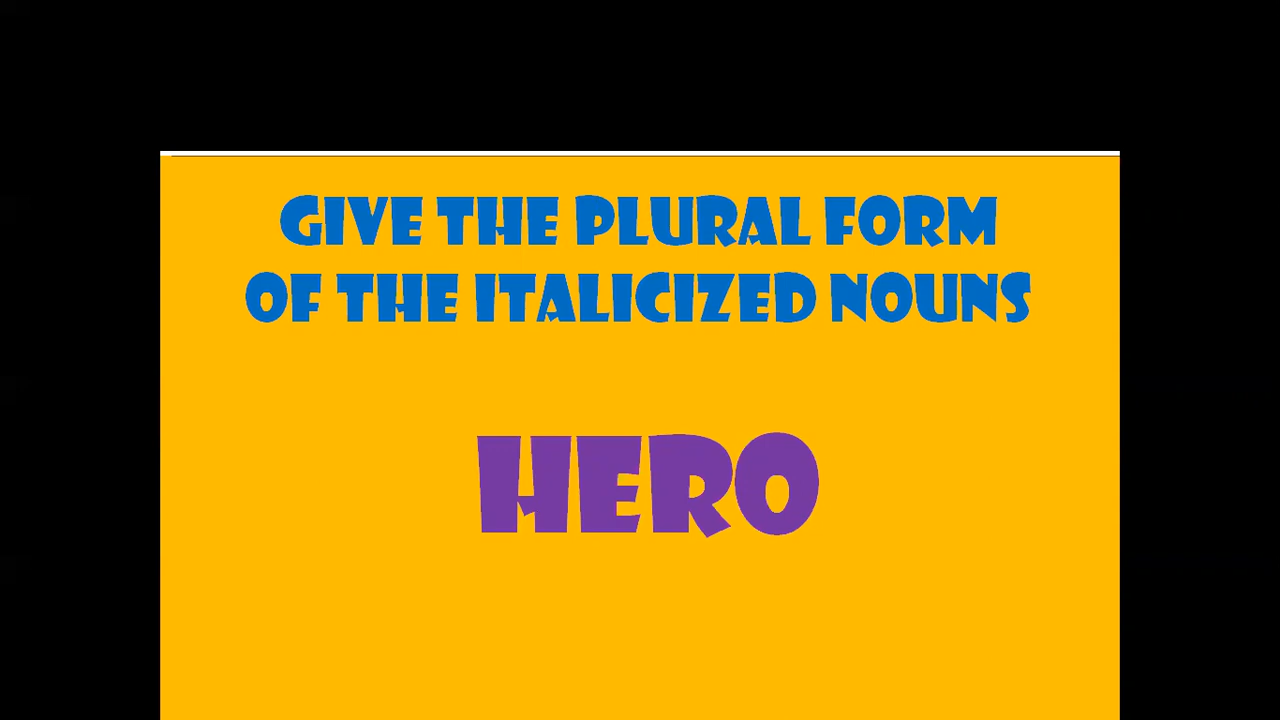 GIVE THE PLURAL FORM
OF THE ITALICIZED NOUNS
HERO